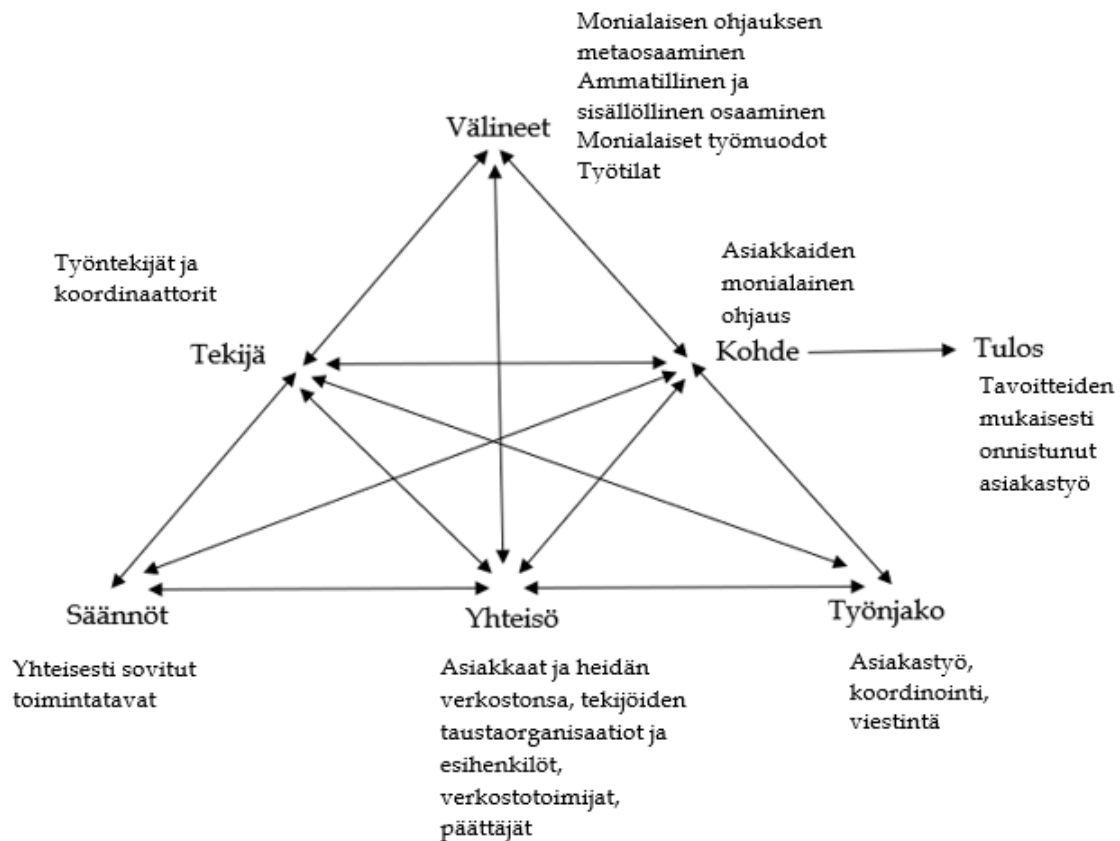 Monialaisen ohjauksen
metaosaaminen
Ammatillinen ja
sisällöllinen osaaminen
Monialaiset työmuodot
Työtilat
Välineet
Työntekijät ja
koordinaattorit
Tekijä
Asiakkaiden
monialainen
ohjaus
Kohde
Tulos
Tavoitteiden
mukaisesti
onnistunut
asiakastyö
Säännöt
Yhteisesti sovitut
toimintatavat
Yhteisö
Asiakkaat ja heidän
verkostonsa, tekijöiden
taustaorganisaatiot ja
esihenkilöt,
verkostotoimijat,
päättäjät
Työnjako
Asiakastyö,
koordinointi,
viestintä